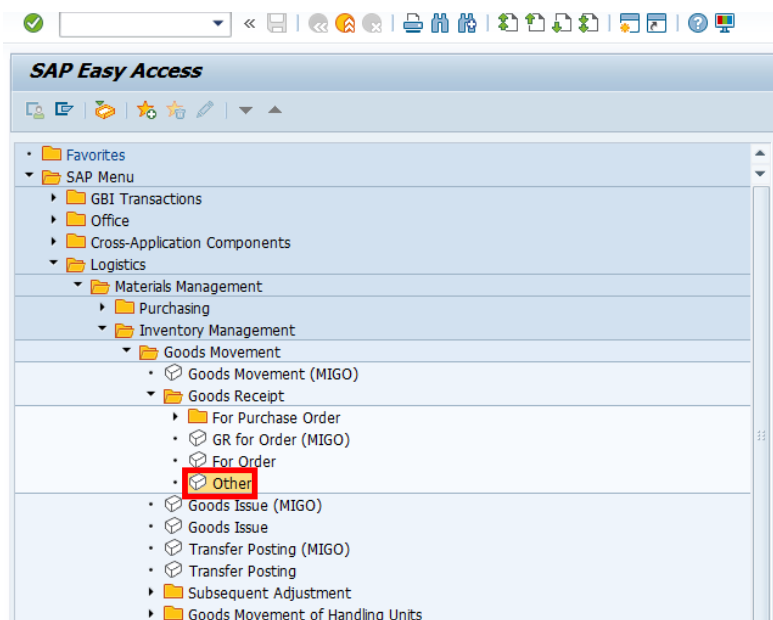 SAP Easy Access
Favorites
SAP Menu
GBI Transactions
Office
Cross-Application Components
Logistics
Materials Management
Purchasing
Inventory Management
Goods Movement
Goods Movement (MIGO)
Goods Receipt
For Purchase Order
GR for Order (MIGO)
For Order
Other
Goods Issue (MIGO)
Goods Issue
Transfer Posting (MIGO)
Transfer Posting
Subsequent Adjustment
Goods Movement of Handling Units